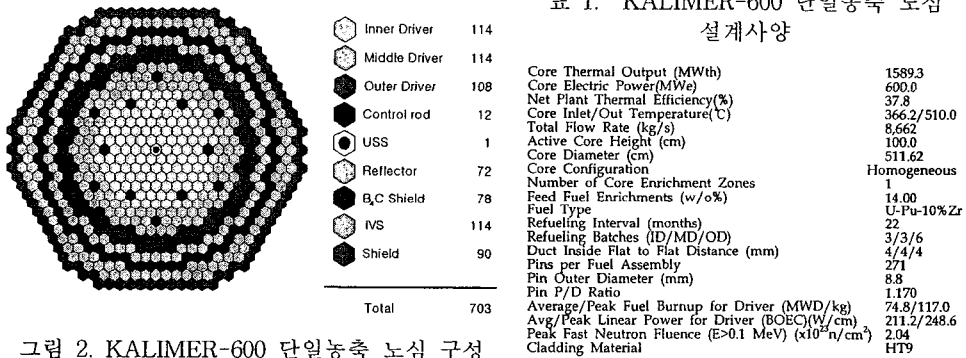 Inner Driver 114
Middle Driver 114
Outer Driver 108
Control rod 12
USS 1
Reflector 72
B₄C Shield 78
IVS 114
Shield 90
Total 703
그림 2. KALIMER-600 단일농축 노심 구성
표 1. KALIMER-600 단일농축 노심
설계사양
Core Thermal Output (MWth) 1589.3
Core Electric Power(MWe) 600.0
Net Plant Thermal Efficiency(%) 37.8
Core Inlet/Out Temperature(℃) 366.2/510.0
Total Flow Rate (kg/s) 8,662
Active Core Height (cm) 100.0
Core Diameter (cm) 511.62
Core Configuration Homogeneous
Number of Core Enrichment Zones 1
Feed Fuel Enrichments (w/o%) 14.00
Fuel Type U-Pu-10%Zr
Refueling Interval (months) 22
Refueling Batches (ID/MD/OD) 3/3/6
Duct Inside Flat to Flat Distance (mm) 4/4/4
Pins per Fuel Assembly 271
Pin Outer Diameter (mm) 8.8
Pin P/D Ratio 1.170
Average/Peak Fuel Burnup for Driver (MWD/kg) 74.8/117.0
Avg/Peak Linear Power for Driver (BOEC)(W/cm) 211.2/248.6
Peak Fast Neutron Fluence (E>0.1 MeV) (x10²³n/cm²) 2.04
Cladding Material HT9